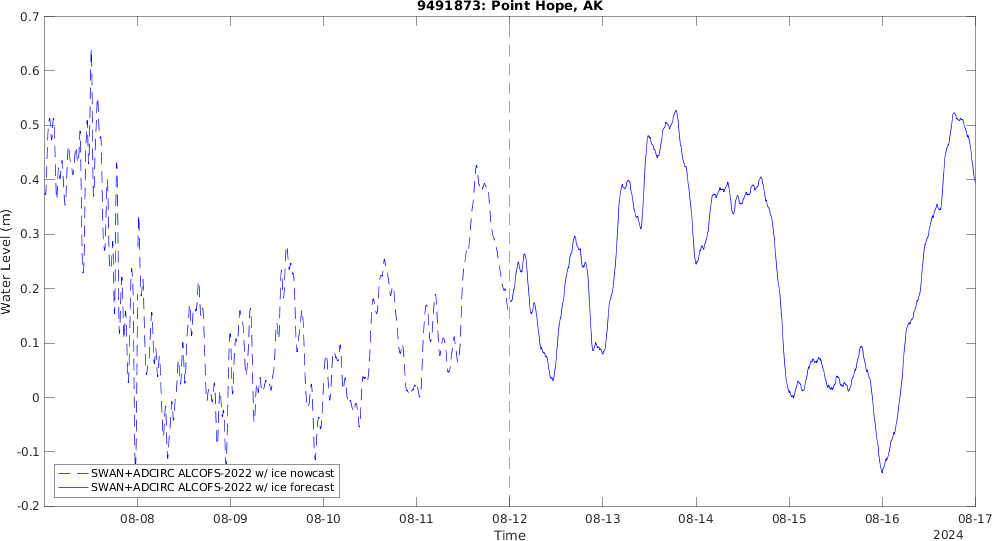 9491873: Point Hope, AK
0.7
0.6
0.5
0.4
0.3
0.2
0.1
0
-0.1
-0.2
Water Level (m)
SWAN+ADCIRC ALCOFS-2022 w/ ice nowcast
SWAN+ADCIRC ALCOFS-2022 w/ ice forecast
08-08 08-09 08-10 08-11 08-12 08-13 08-14 08-15 08-16 08-17
Time
2024